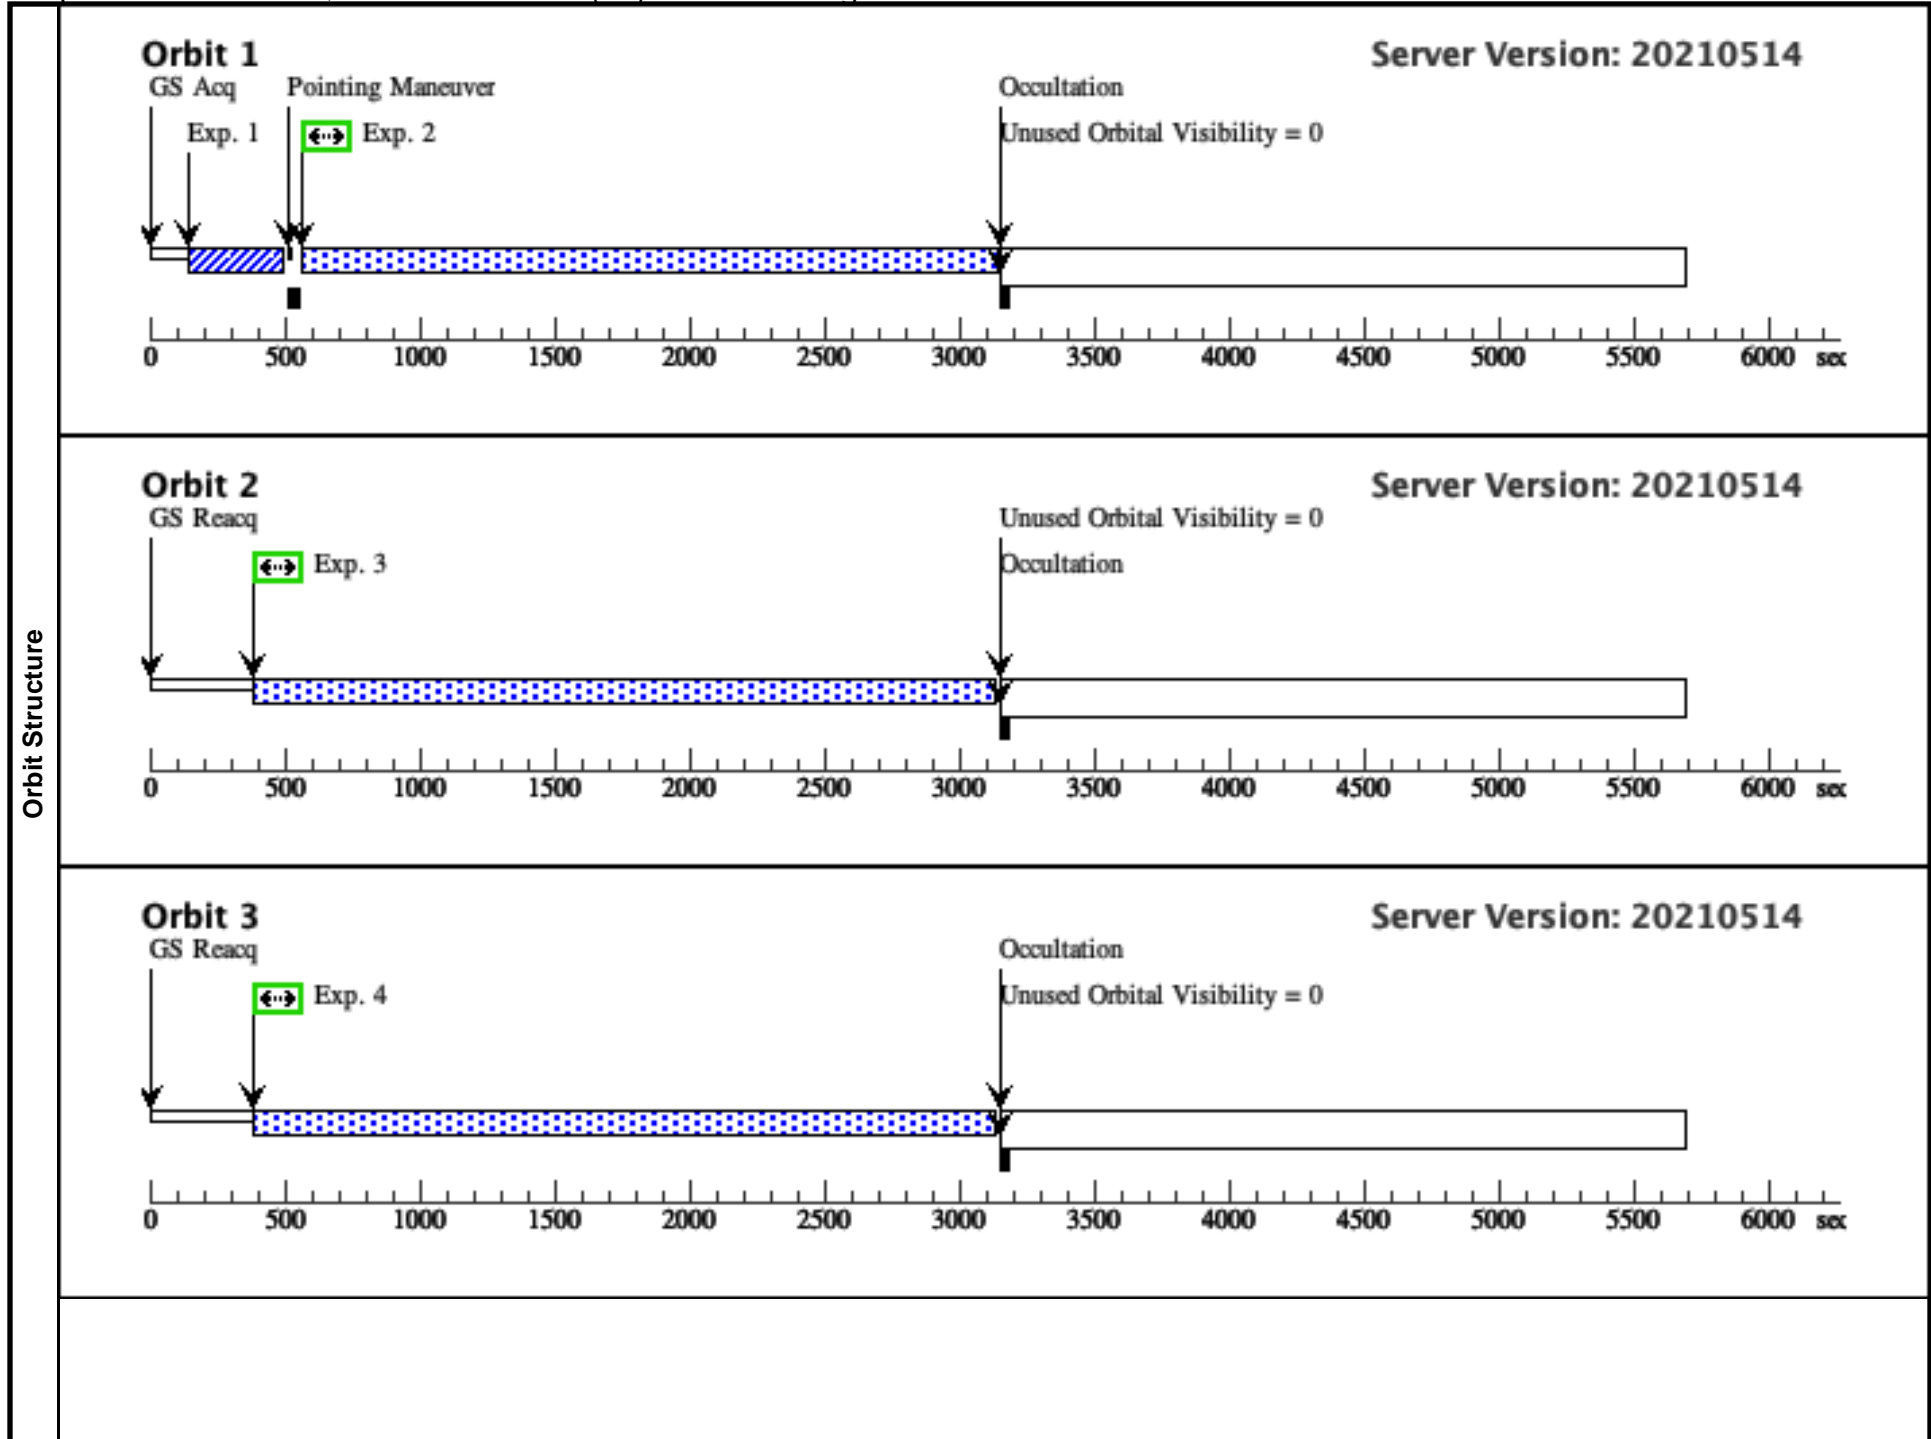 Orbit Structure
Orbit 1 Server Version: 20210514
GS Acq Pointing Maneuver Occultation
Exp. 1 Exp. 2 Unused Orbital Visibility = 0
0 500 1000 1500 2000 2500 3000 3500 4000 4500 5000 5500 6000 sec
Orbit 2 Server Version: 20210514
GS Reacq Unused Orbital Visibility = 0
Exp. 3 Occultation
0 500 1000 1500 2000 2500 3000 3500 4000 4500 5000 5500 6000 sec
Orbit 3 Server Version: 20210514
GS Reacq Occultation
Exp. 4 Unused Orbital Visibility = 0
0 500 1000 1500 2000 2500 3000 3500 4000 4500 5000 5500 6000 sec